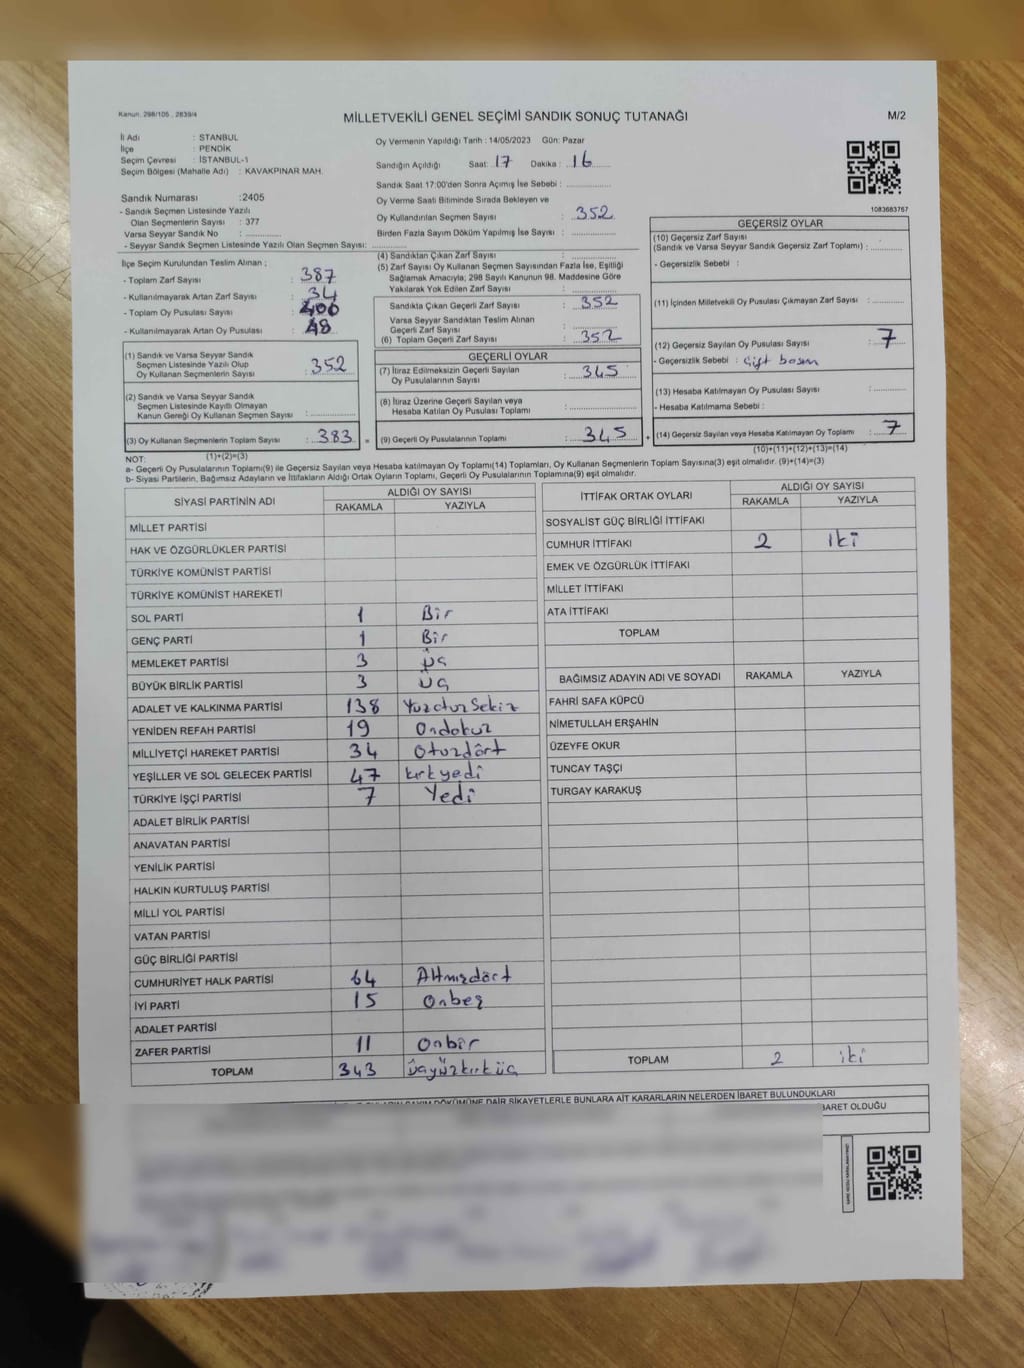 Kanun: 298/105 , 2839/4
MİLLETVEKİLİ GENEL SEÇİMİ SANDIK SONUÇ TUTANAĞI
M/2
İl Adı : İSTANBUL
İlçe : PENDİK
Seçim Çevresi : İSTANBUL-1
Seçim Bölgesi (Mahalle Adı) : KAVAKPINAR MAH.
Sandık Numarası :2405
- Sandık Seçmen Listesinde Yazılı
Olan Seçmenlerin Sayısı : 377
Varsa Seyyar Sandık No : ................
- Seyyar Sandık Seçmen Listesinde Yazılı Olan Seçmen Sayısı: ................
Oy Vermenin Yapıldığı Tarih : 14/05/2023 Gün: Pazar
Sandığın Açıldığı Saat: 17 Dakika : 16
Sandık Saat 17:00'den Sonra Açımış İse Sebebi : ................
Oy Verme Saati Bitiminde Sırada Bekleyen ve
Oy Kullandırılan Seçmen Sayısı : 352
Birden Fazla Sayım Döküm Yapılmış İse Sayısı : ................
1083683757
İlçe Seçim Kurulundan Teslim Alınan ;
- Toplam Zarf Sayısı : 387
- Kullanılmayarak Artan Zarf Sayısı : 34
- Toplam Oy Pusulası Sayısı : 400
- Kullanılmayarak Artan Oy Pusulası : 48
(4) Sandıktan Çıkan Zarf Sayısı : ................
(5) Zarf Sayısı Oy Kullanan Seçmen Sayısından Fazla İse, Eşitliği
Sağlamak Amacıyla; 298 Sayılı Kanunun 98. Maddesine Göre
Yakılarak Yok Edilen Zarf Sayısı : ................
Sandıkta Çıkan Geçerli Zarf Sayısı : 352
Varsa Seyyar Sandıktan Teslim Alınan
Geçerli Zarf Sayısı : ................
(6) Toplam Geçerli Zarf Sayısı : 352
GEÇERSİZ OYLAR
(10) Geçersiz Zarf Sayısı
(Sandık ve Varsa Seyyar Sandık Geçersiz Zarf Toplamı) : ................
- Geçersizlik Sebebi :
(11) İçinden Milletvekili Oy Pusulası Çıkmayan Zarf Sayısı : ................
(12) Geçersiz Sayılan Oy Pusulası Sayısı : 7
- Geçersizlik Sebebi : Çift basım
(13) Hesaba Katılmayan Oy Pusulası Sayısı : ................
- Hesaba Katılmama Sebebi :
(14) Geçersiz Sayılan veya Hesaba Katılmayan Oy Toplamı : 7
(10)+(11)+(12)+(13)=(14)
(1) Sandık ve Varsa Seyyar Sandık
Seçmen Listesinde Yazılı Olup
Oy Kullanan Seçmenlerin Sayısı : 352
(2) Sandık ve Varsa Seyyar Sandık
Seçmen Listesinde Kayıtlı Olmayan
Kanun Gereği Oy Kullanan Seçmen Sayısı : ................
(3) Oy Kullanan Seçmenlerin Toplam Sayısı : 383 =
(1)+(2)=(3)
GEÇERLİ OYLAR
(7) İtiraz Edilmeksizin Geçerli Sayılan
Oy Pusulalarının Sayısı : 345
(8) İtiraz Üzerine Geçerli Sayılan veya
Hesaba Katılan Oy Pusulası Toplamı : ................
(9) Geçerli Oy Pusulalarının Toplamı : 345 +
NOT:
a- Geçerli Oy Pusulalarının Toplamı(9) ile Geçersiz Sayılan veya Hesaba katılmayan Oy Toplamı(14) Toplamları, Oy Kullanan Seçmenlerin Toplam Sayısına(3) eşit olmalıdır. (9)+(14)=(3)
b- Siyasi Partilerin, Bağımsız Adayların ve İttifakların Aldığı Ortak Oyların Toplamı, Geçerli Oy Pusulalarının Toplamına(9) eşit olmalıdır.
SİYASİ PARTİNİN ADI ALDIĞI OY SAYISI
RAKAMLA YAZIYLA
MİLLET PARTİSİ
HAK VE ÖZGÜRLÜKLER PARTİSİ
TÜRKİYE KOMÜNİST PARTİSİ
TÜRKİYE KOMÜNİST HAREKETİ
SOL PARTİ 1 Bir
GENÇ PARTİ 1 Bir
MEMLEKET PARTİSİ 3 Üç
BÜYÜK BİRLİK PARTİSİ 3 Üç
ADALET VE KALKINMA PARTİSİ 138 Yüzotuzsekiz
YENİDEN REFAH PARTİSİ 19 Ondokuz
MİLLİYETÇİ HAREKET PARTİSİ 34 Otuzdört
YEŞİLLER VE SOL GELECEK PARTİSİ 47 kırkyedi
TÜRKİYE İŞÇİ PARTİSİ 7 Yedi
ADALET BİRLİK PARTİSİ
ANAVATAN PARTİSİ
YENİLİK PARTİSİ
HALKIN KURTULUŞ PARTİSİ
MİLLİ YOL PARTİSİ
VATAN PARTİSİ
GÜÇ BİRLİĞİ PARTİSİ
CUMHURİYET HALK PARTİSİ 64 Altmışdört
İYİ PARTİ 15 Onbeş
ADALET PARTİSİ
ZAFER PARTİSİ 11 Onbir
TOPLAM 343 Üçyüzkırküç
İTTİFAK ORTAK OYLARI ALDIĞI OY SAYISI
RAKAMLA YAZIYLA
SOSYALİST GÜÇ BİRLİĞİ İTTİFAKI
CUMHUR İTTİFAKI 2 iki
EMEK VE ÖZGÜRLÜK İTTİFAKI
MİLLET İTTİFAKI
ATA İTTİFAKI
TOPLAM
BAĞIMSIZ ADAYIN ADI VE SOYADI RAKAMLA YAZIYLA
FAHRİ SAFA KÜPCÜ
NİMETULLAH ERŞAHİN
ÜZEYFE OKUR
TUNCAY TAŞÇI
TURGAY KARAKUŞ
TOPLAM 2 iki
SAYIM DÖKÜMÜNE DAİR ŞİKAYETLERLE BUNLARA AİT KARARLARIN NELERDEN İBARET BULUNDUKLARI
BARET OLDUĞU